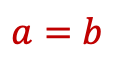 a = b